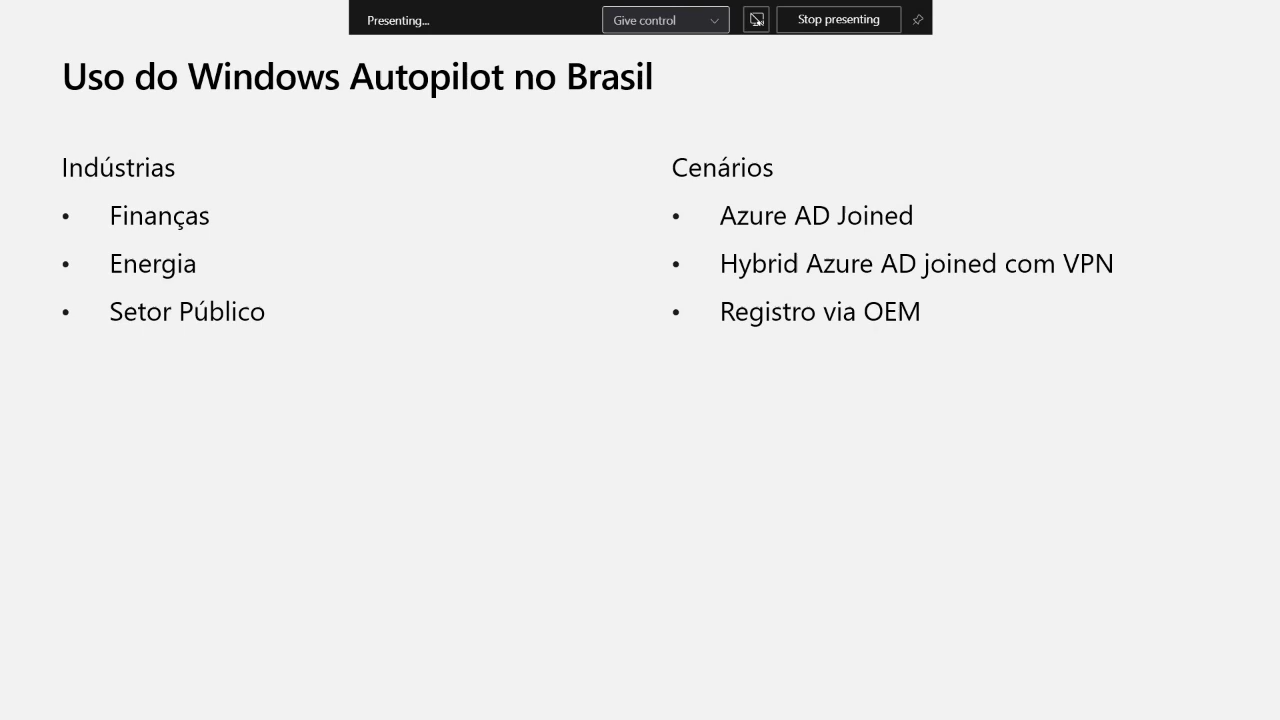 Presenting...
Give control
Stop presenting
Uso do Windows Autopilot no Brasil
Indústrias
• Finanças
• Energia
• Setor Público
Cenários
• Azure AD Joined
• Hybrid Azure AD joined com VPN
• Registro via OEM